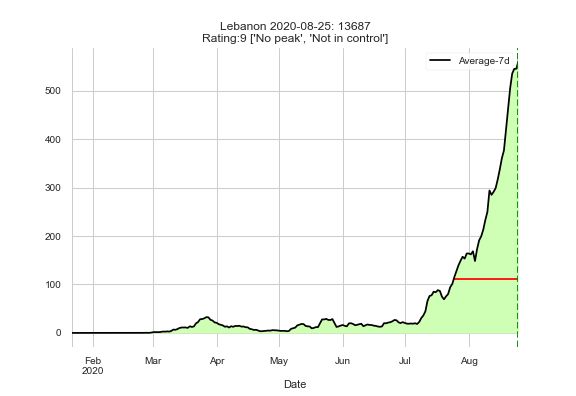 Lebanon 2020-08-25: 13687
Rating:9 ['No peak', 'Not in control']
Average-7d
500
400
300
200
100
0
Feb Mar Apr May Jun Jul Aug
2020
Date